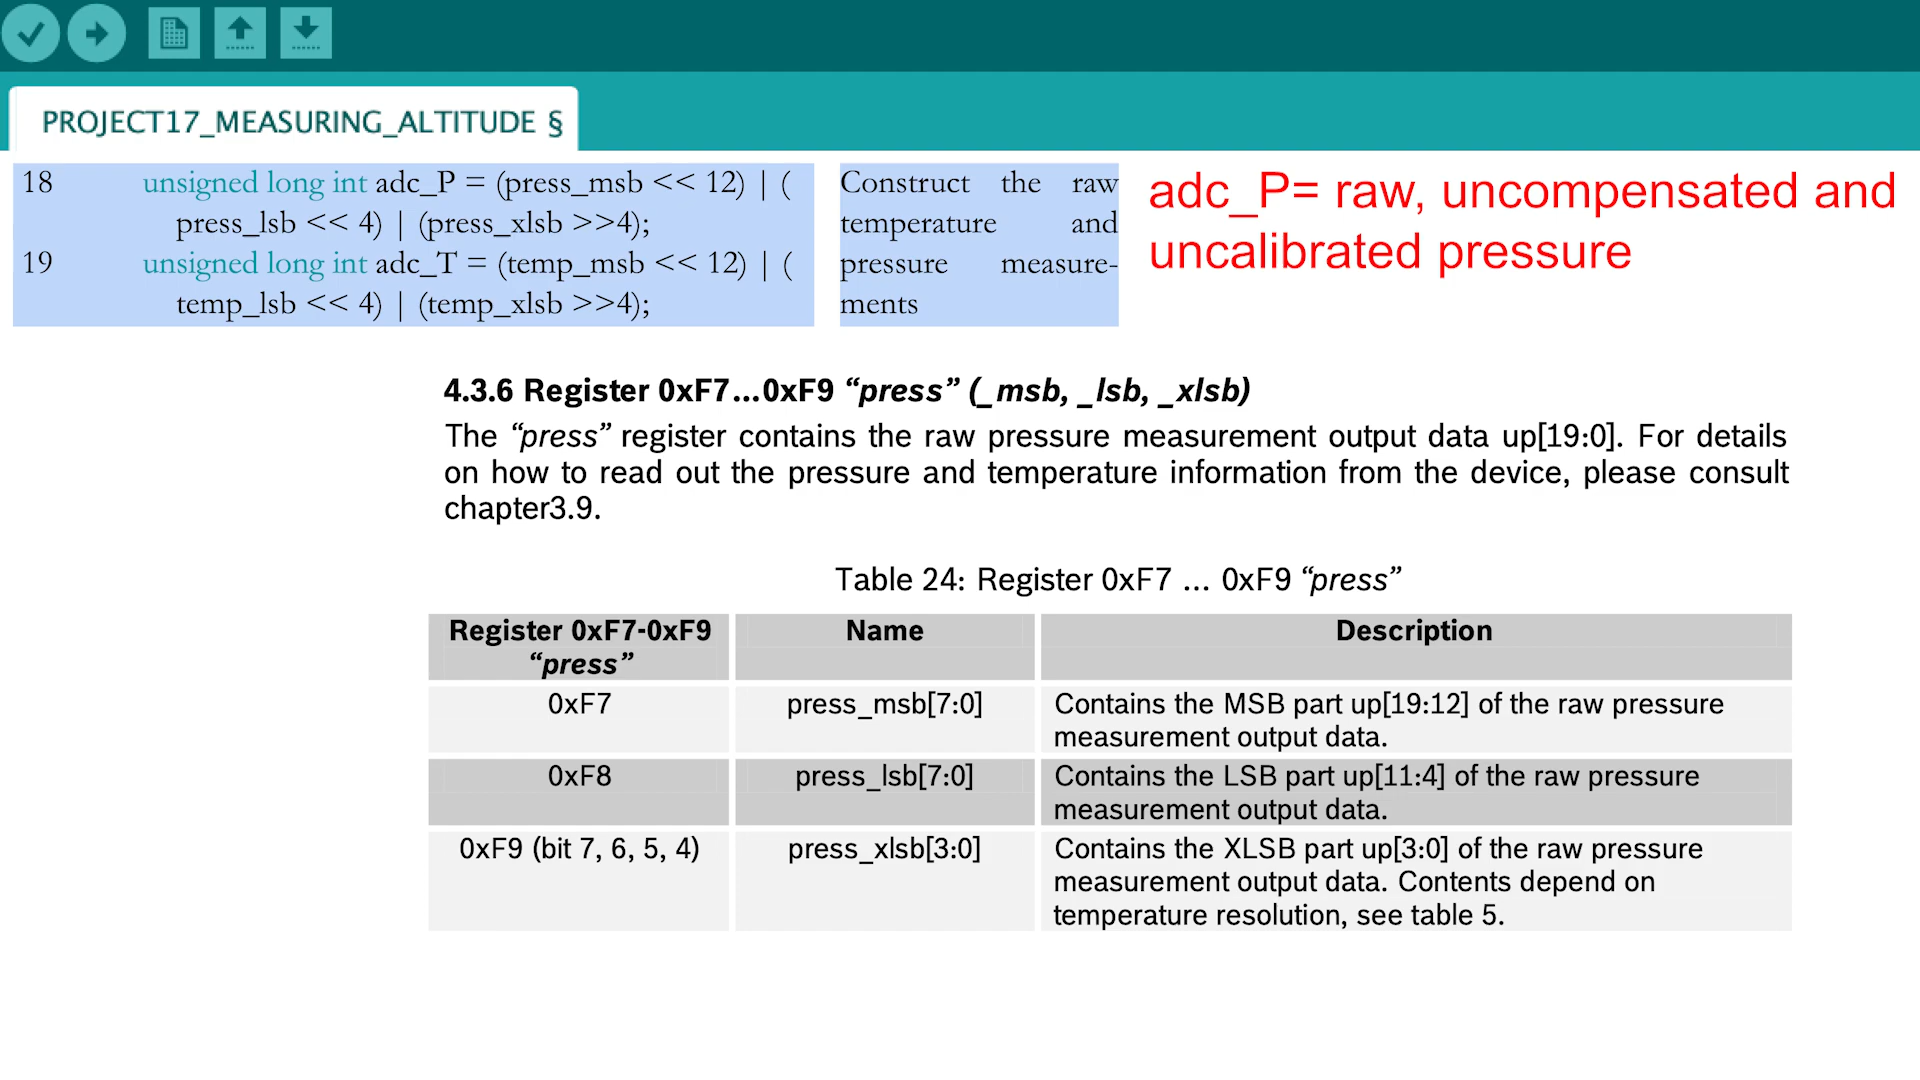 PROJECT17_MEASURING_ALTITUDE §
18 unsigned long int adc_P = (press_msb << 12) | (
press_lsb << 4) | (press_xlsb >>4);
19 unsigned long int adc_T = (temp_msb << 12) | (
temp_lsb << 4) | (temp_xlsb >>4);
Construct the raw
temperature and
pressure measure-
ments
adc_P= raw, uncompensated and
uncalibrated pressure
4.3.6 Register 0xF7...0xF9 “press” (_msb, _lsb, _xlsb)
The “press” register contains the raw pressure measurement output data up[19:0]. For details
on how to read out the pressure and temperature information from the device, please consult
chapter3.9.
Table 24: Register 0xF7 ... 0xF9 “press”
Register 0xF7-0xF9
“press”
Name
Description
0xF7
press_msb[7:0]
Contains the MSB part up[19:12] of the raw pressure
measurement output data.
0xF8
press_lsb[7:0]
Contains the LSB part up[11:4] of the raw pressure
measurement output data.
0xF9 (bit 7, 6, 5, 4)
press_xlsb[3:0]
Contains the XLSB part up[3:0] of the raw pressure
measurement output data. Contents depend on
temperature resolution, see table 5.